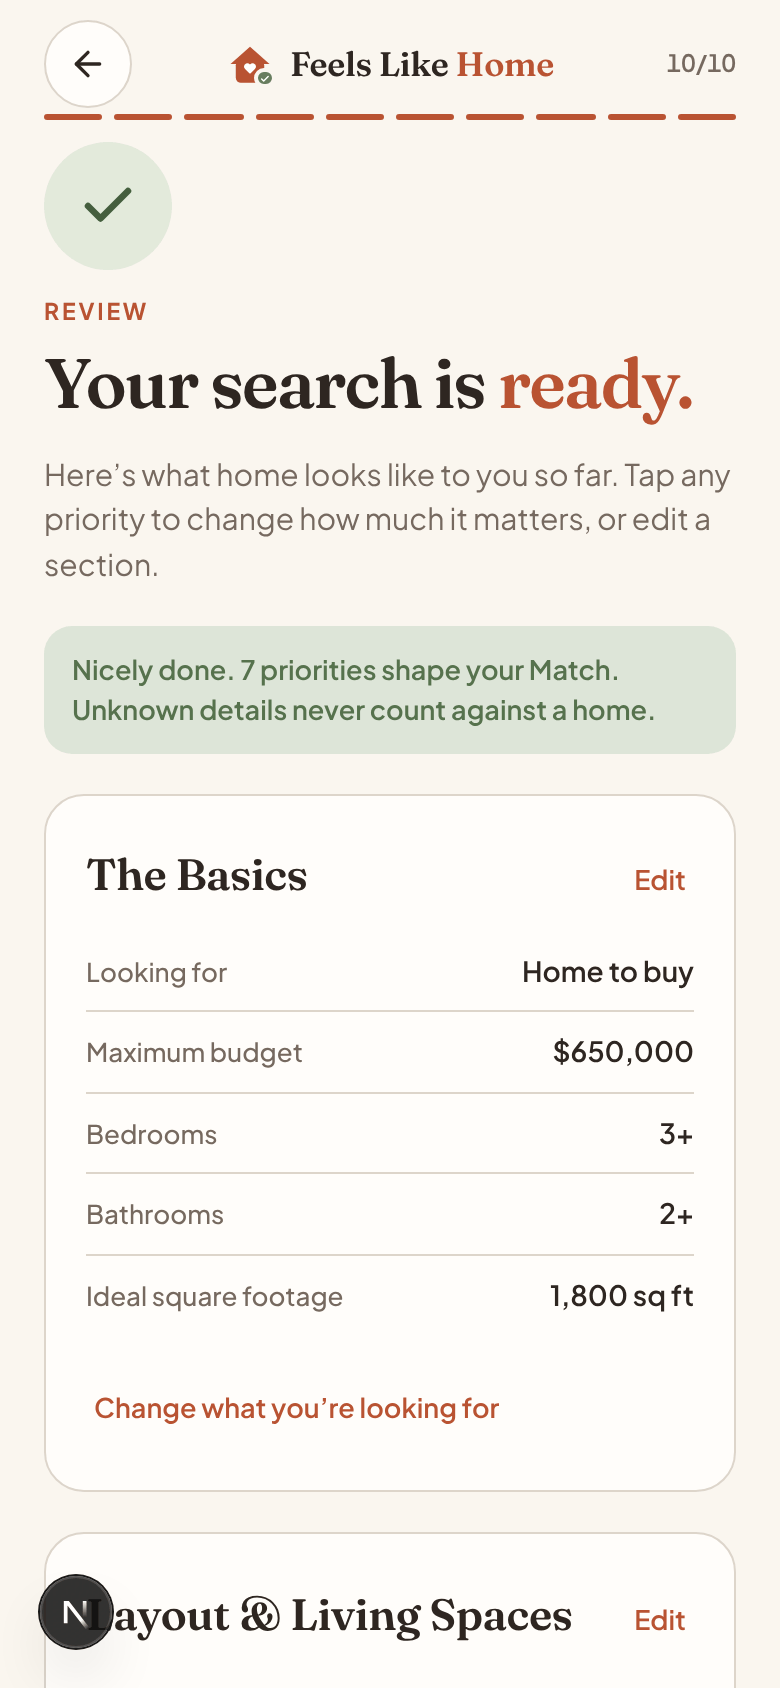 Feels Like Home
10/10
REVIEW
Your search is ready.
Here’s what home looks like to you so far. Tap any
priority to change how much it matters, or edit a
section.
Nicely done. 7 priorities shape your Match.
Unknown details never count against a home.
The Basics
Edit
Looking for
Home to buy
Maximum budget
$650,000
Bedrooms
3+
Bathrooms
2+
Ideal square footage
1,800 sq ft
Change what you’re looking for
N
Layout & Living Spaces
Edit